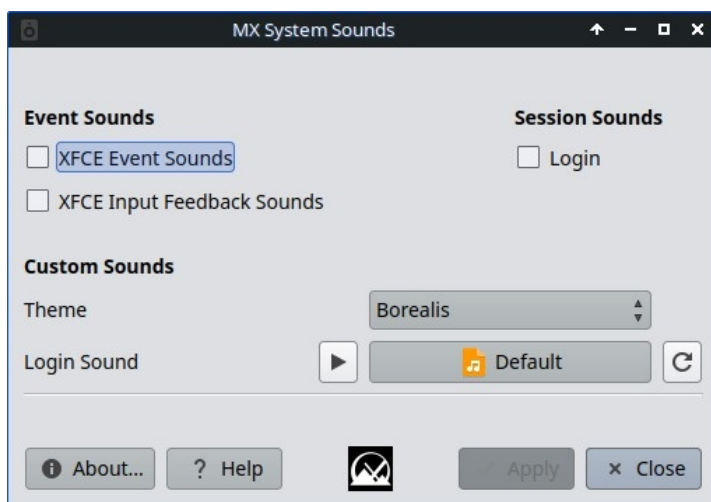 MX System Sounds
Event Sounds
Session Sounds
XFCE Event Sounds
Login
XFCE Input Feedback Sounds
Custom Sounds
Theme
Borealis
Login Sound
Default
About...
? Help
Apply
Close